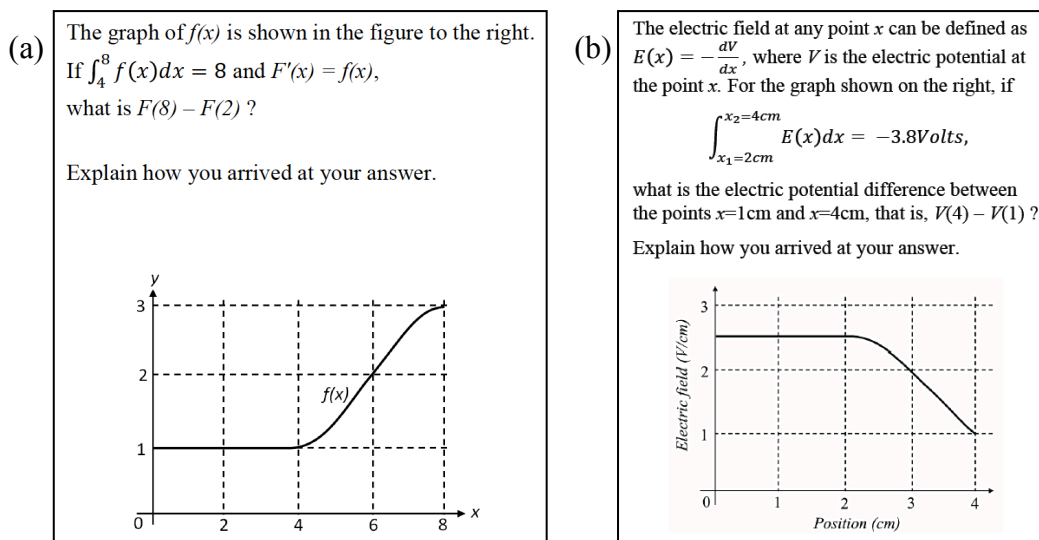 (a)
The graph of f(x) is shown in the figure to the right.
If ∫₄⁸ f(x)dx = 8 and F'(x) = f(x),
what is F(8) – F(2) ?
Explain how you arrived at your answer.
y
3
2
1
f(x)
0 2 4 6 8 x
(b)
The electric field at any point x can be defined as
E(x) = −dV/dx, where V is the electric potential at
the point x. For the graph shown on the right, if
∫_{x₁=2cm}^{x₂=4cm} E(x)dx = −3.8Volts,
what is the electric potential difference between
the points x=1cm and x=4cm, that is, V(4) – V(1) ?
Explain how you arrived at your answer.
Electric field (V/cm)
3
2
1
0 1 2 3 4
Position (cm)